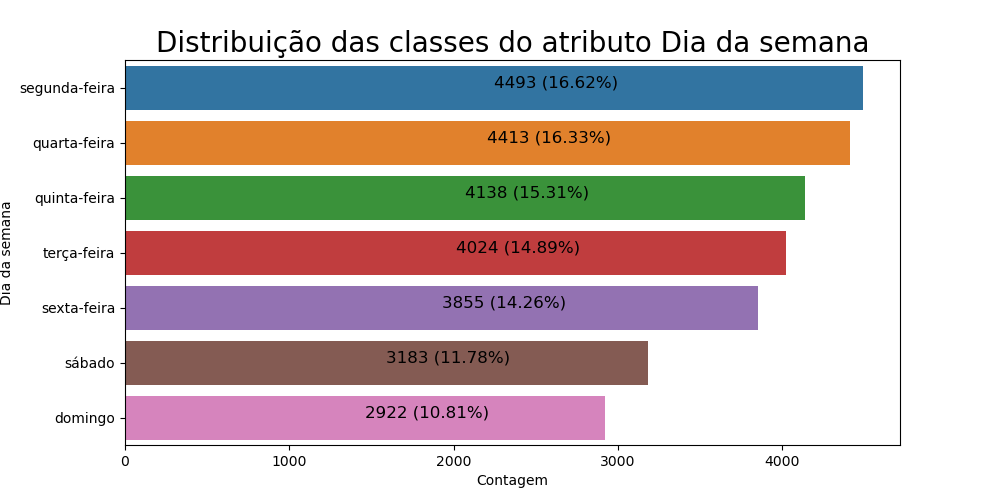 Distribuição das classes do atributo Dia da semana
Dia da semana
segunda-feira 4493 (16.62%)
quarta-feira 4413 (16.33%)
quinta-feira 4138 (15.31%)
terça-feira 4024 (14.89%)
sexta-feira 3855 (14.26%)
sábado 3183 (11.78%)
domingo 2922 (10.81%)
0 1000 2000 3000 4000
Contagem